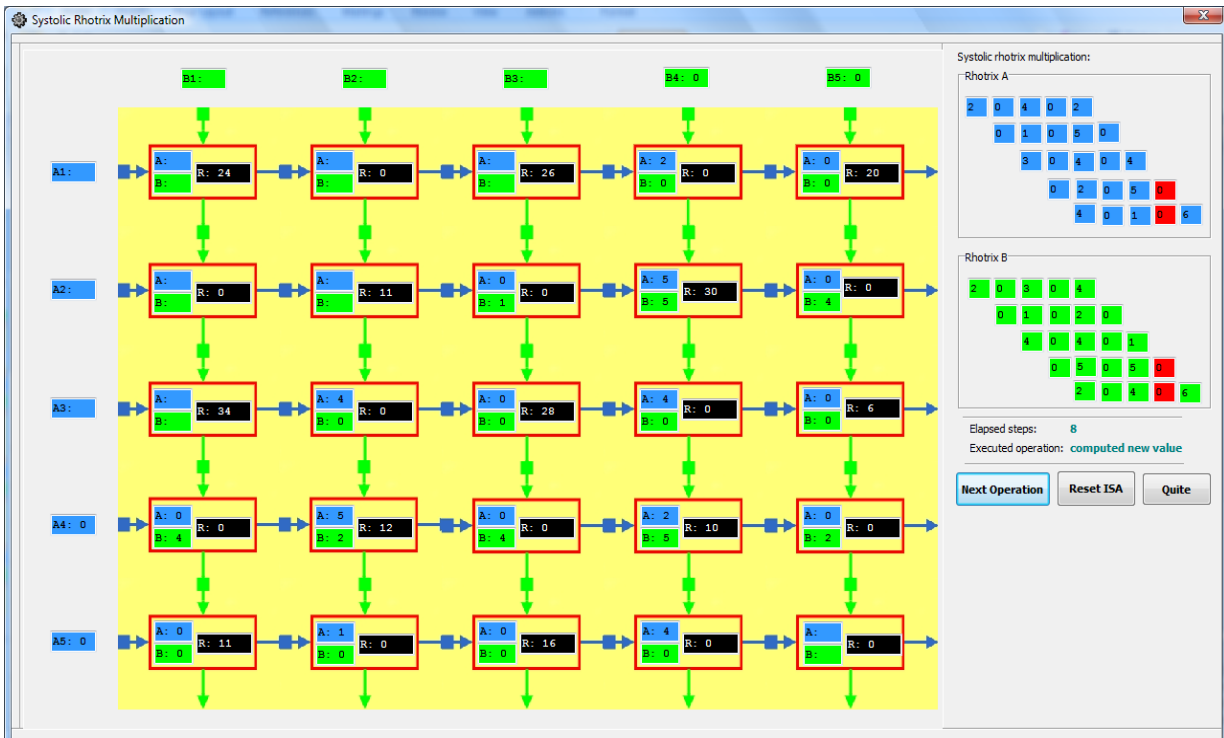 Systolic Rhotrix Multiplication
B1: B2: B3: B4: 0 B5: 0
A1: A: B: R: 24 A: B: R: 0 A: B: R: 26 A: 2 B: 0 R: 0 A: 0 B: 0 R: 20
A2: A: B: R: 0 A: B: R: 11 A: 0 B: 1 R: 0 A: 5 B: 5 R: 30 A: 0 B: 4 R: 0
A3: A: B: R: 34 A: 4 B: 0 R: 0 A: 0 B: 0 R: 28 A: 4 B: 0 R: 0 A: 0 B: 0 R: 6
A4: 0 A: 0 B: 4 R: 0 A: 5 B: 2 R: 12 A: 0 B: 0 R: 0 A: 2 B: 5 R: 10 A: 0 B: 2 R: 0
A5: 0 A: 0 B: 0 R: 11 A: 1 B: 0 R: 0 A: 0 B: 0 R: 16 A: 4 B: 0 R: 0 A: B: R: 0
Systolic rhotrix multiplication:
Rhotrix A
2 0 4 0 2
0 1 0 5 0
3 0 4 0 4
0 2 0 5 0
4 0 1 0 6
Rhotrix B
2 0 3 0 4
0 1 0 2 0
4 0 4 0 1
0 5 0 5 0
2 0 4 0 6
Elapsed steps: 8
Executed operation: computed new value
Next Operation Reset ISA Quite